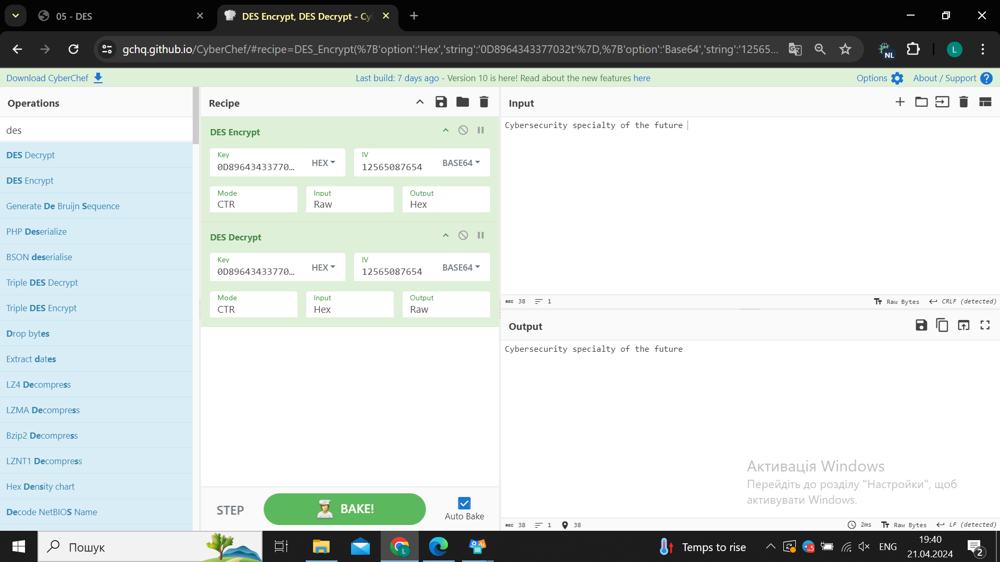 05 - DES
DES Encrypt, DES Decrypt - Cy
gchq.github.io/CyberChef/#recipe=DES_Encrypt(%7B'option':'Hex','string':'0D8964343377032t'%7D,%7B'option':'Base64','string':'12565...
NL
L
Download CyberChef
Last build: 7 days ago - Version 10 is here! Read about the new features here
Options
About / Support
Operations
des
DES Decrypt
DES Encrypt
Generate De Bruijn Sequence
PHP Deserialize
BSON deserialise
Triple DES Decrypt
Triple DES Encrypt
Drop bytes
Extract dates
LZ4 Decompress
LZMA Decompress
Bzip2 Decompress
LZNT1 Decompress
Hex Density chart
Decode NetBIOS Name
Recipe
DES Encrypt
Key
0D89643433770...
HEX
IV
12565087654
BASE64
Mode
CTR
Input
Raw
Output
Hex
DES Decrypt
Key
0D89643433770...
HEX
IV
12565087654
BASE64
Mode
CTR
Input
Hex
Output
Raw
STEP
BAKE!
Auto Bake
Input
Cybersecurity specialty of the future
ABC 38 1
Raw Bytes
CRLF (detected)
Output
Cybersecurity specialty of the future
Активація Windows
Перейдіть до розділу "Настройки", щоб
активувати Windows.
ABC 38 1 38
2ms
Raw Bytes
LF (detected)
Пошук
L
Temps to rise
ENG
19:40
21.04.2024
2